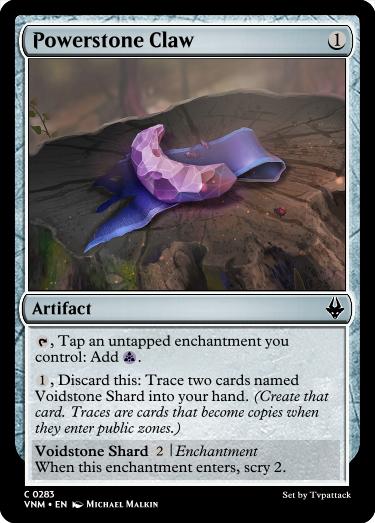 Powerstone Claw 1
Artifact
, Tap an untapped enchantment you
control: Add .
1 , Discard this: Trace two cards named
Voidstone Shard into your hand. (Create that
card. Traces are cards that become copies when
they enter public zones.)
Voidstone Shard 2 | Enchantment
When this enchantment enters, scry 2.
C 0283
VNM • EN Michael Malkin
Set by Tvpattack